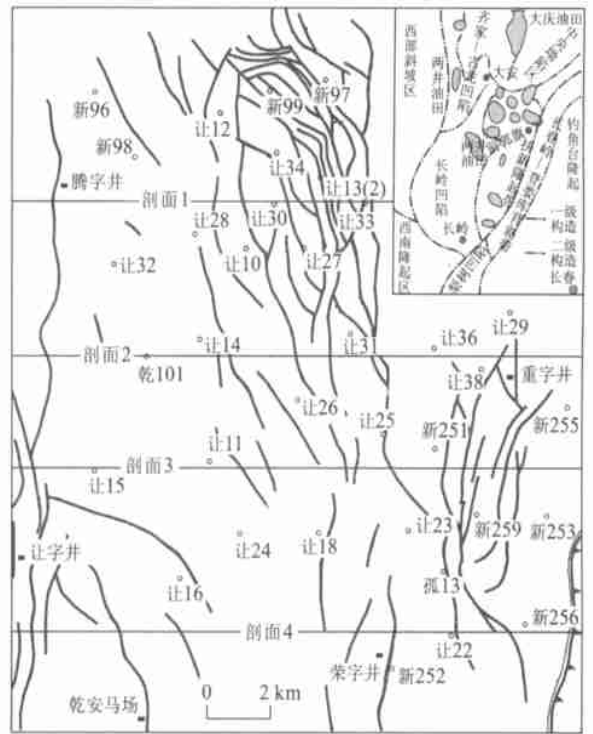 大庆油田
齐家
古龙凹陷
西部斜坡区
两井油田
大安
钓鱼台隆起
长岭凹陷
长岭
西南隆起区
一级构造
二级构造
长春
新96
新98
让12
新99
新97
让34
腾字井
剖面1
让13(2)
让28
让30
让33
让32
让10
让27
让29
让14
让31
让36
剖面2
乾101
让38
重字井
让26
让25
新251
新255
让11
剖面3
让15
让23
新259
新253
让字井
让24
让18
让16
孤13
新256
剖面4
让22
荣字井
新252
0 2 km
乾安马场